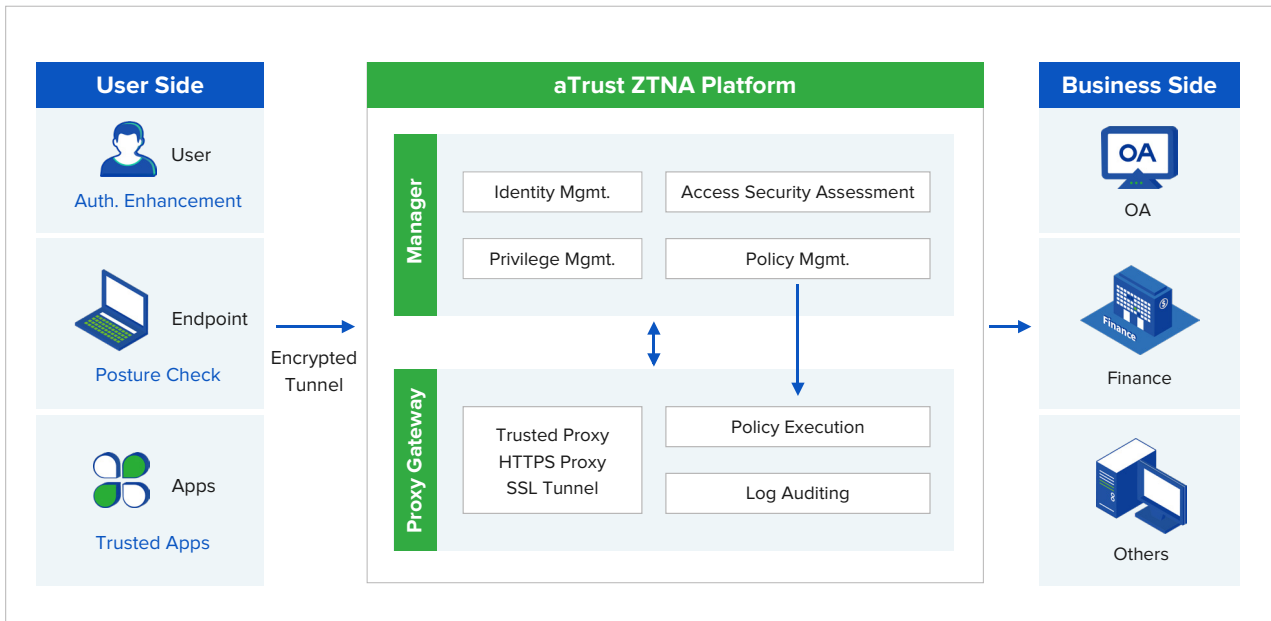 User Side
User
Auth. Enhancement
Endpoint
Posture Check
Apps
Trusted Apps
Encrypted
Tunnel
aTrust ZTNA Platform
Manager
Identity Mgmt.
Access Security Assessment
Privilege Mgmt.
Policy Mgmt.
Proxy Gateway
Trusted Proxy
HTTPS Proxy
SSL Tunnel
Policy Execution
Log Auditing
Business Side
OA
OA
Finance
Finance
Others